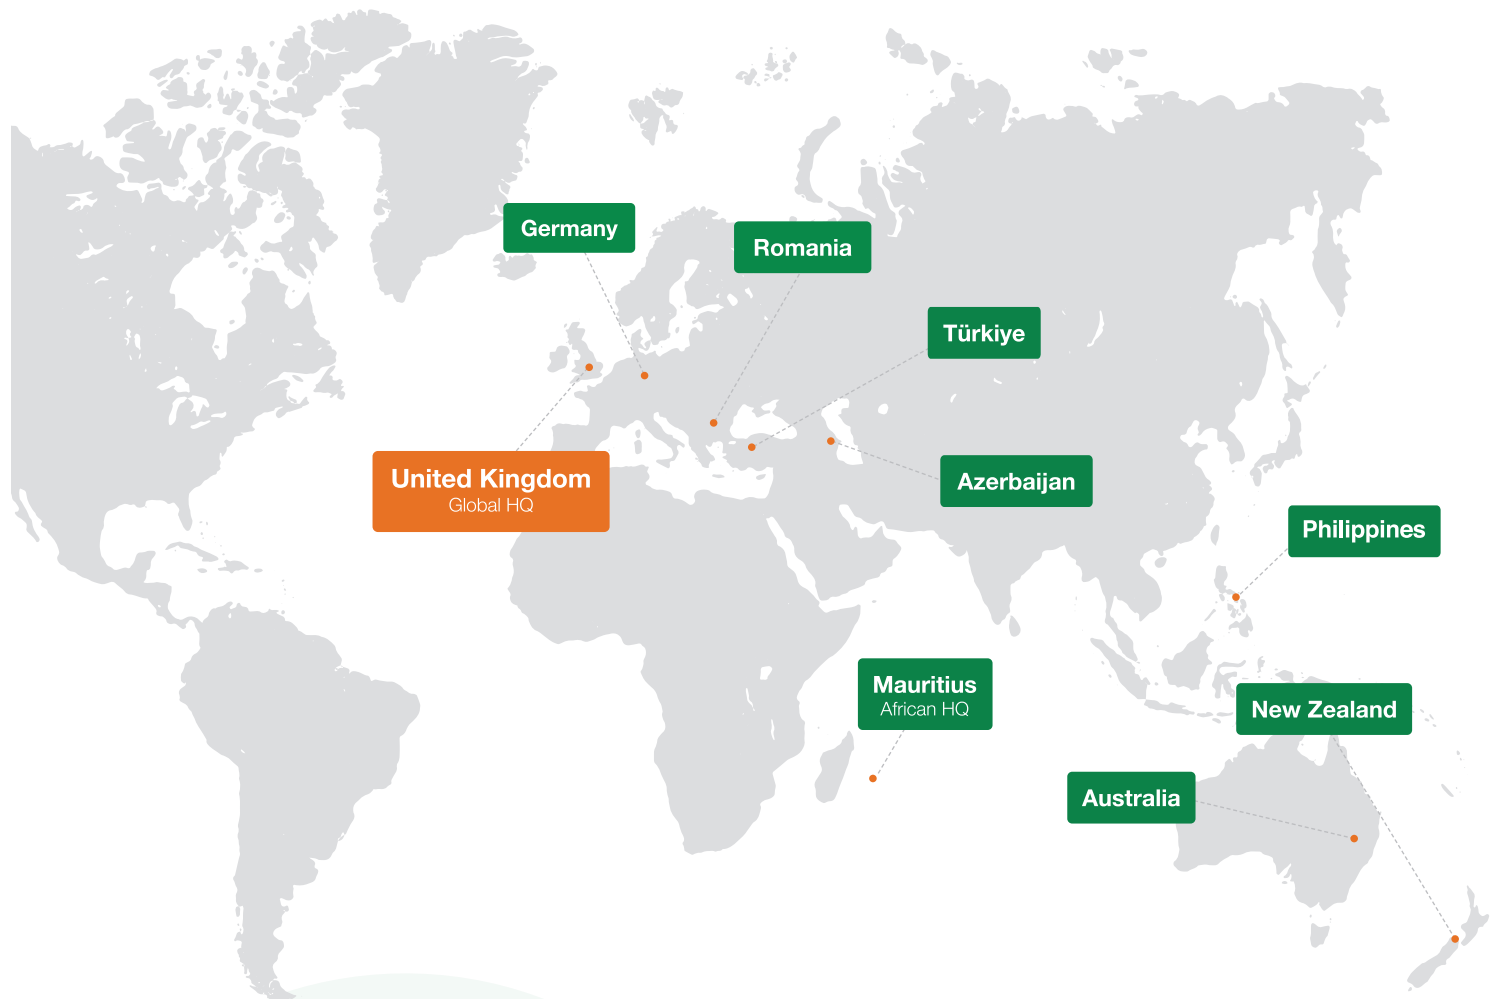 Germany
Romania
Türkiye
United Kingdom
Global HQ
Azerbaijan
Philippines
Mauritius
African HQ
New Zealand
Australia